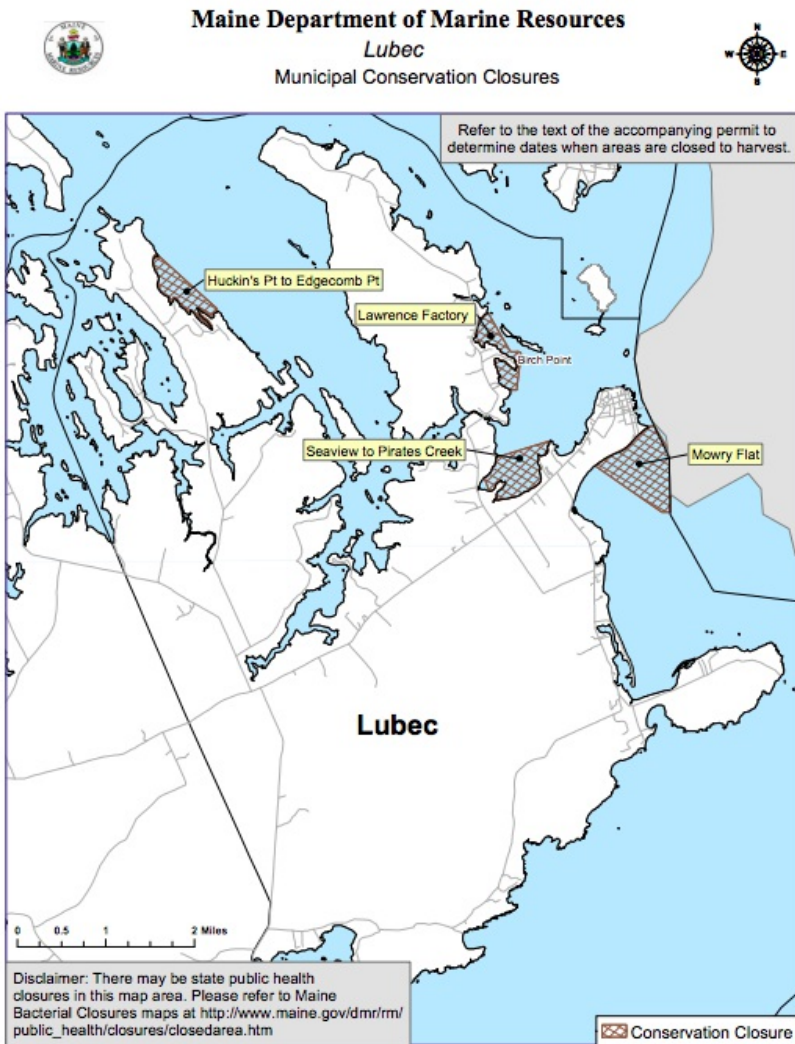 Maine Department of Marine Resources
Lubec
Municipal Conservation Closures
MAINE
MARINE RESOURCES
N
W
E
S
Refer to the text of the accompanying permit to
determine dates when areas are closed to harvest.
Huckin's Pt to Edgecomb Pt
Lawrence Factory
Birch Point
Seaview to Pirates Creek
Mowry Flat
Lubec
0 0.5 1 2 Miles
Disclaimer: There may be state public health
closures in this map area. Please refer to Maine
Bacterial Closures maps at http://www.maine.gov/dmr/rm/
public_health/closures/closedarea.htm
Conservation Closure